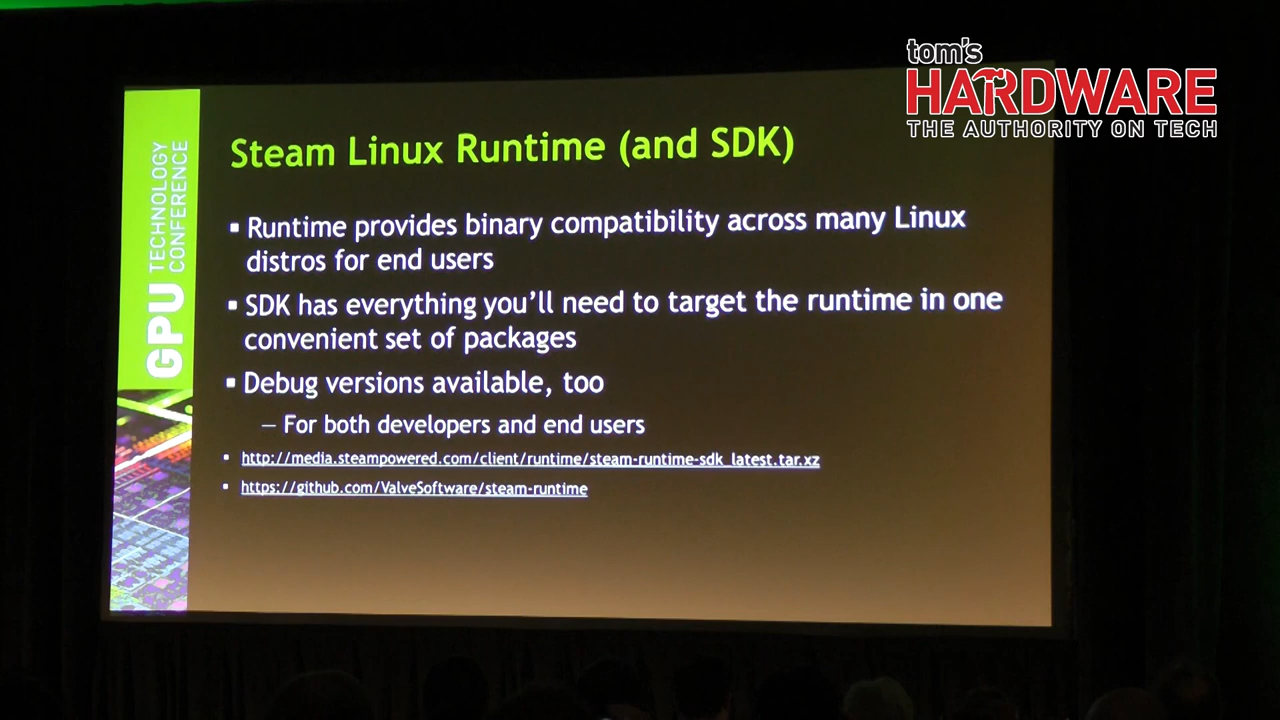 tom's
HARDWARE
THE AUTHORITY ON TECH
GPU TECHNOLOGY
CONFERENCE
Steam Linux Runtime (and SDK)
▪ Runtime provides binary compatibility across many Linux
distros for end users
▪ SDK has everything you'll need to target the runtime in one
convenient set of packages
▪ Debug versions available, too
– For both developers and end users
▪ http://media.steampowered.com/client/runtime/steam-runtime-sdk_latest.tar.xz
▪ https://github.com/ValveSoftware/steam-runtime